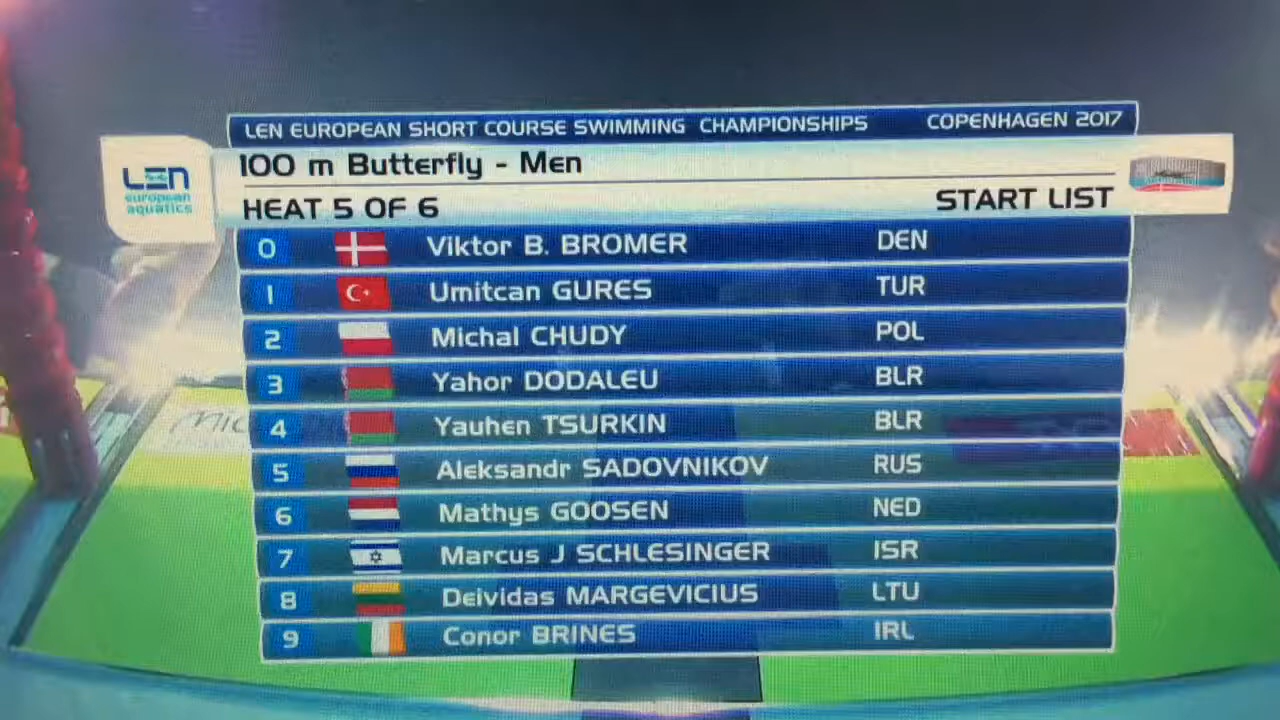 LEN EUROPEAN SHORT COURSE SWIMMING CHAMPIONSHIPS COPENHAGEN 2017
LEN
european
aquatics
100 m Butterfly - Men
HEAT 5 OF 6 START LIST
0 Viktor B. BROMER DEN
1 Umitcan GURES TUR
2 Michal CHUDY POL
3 Yahor DODALEU BLR
4 Yauhen TSURKIN BLR
5 Aleksandr SADOVNIKOV RUS
6 Mathys GOOSEN NED
7 Marcus J SCHLESINGER ISR
8 Deividas MARGEVICIUS LTU
9 Conor BRINES IRL